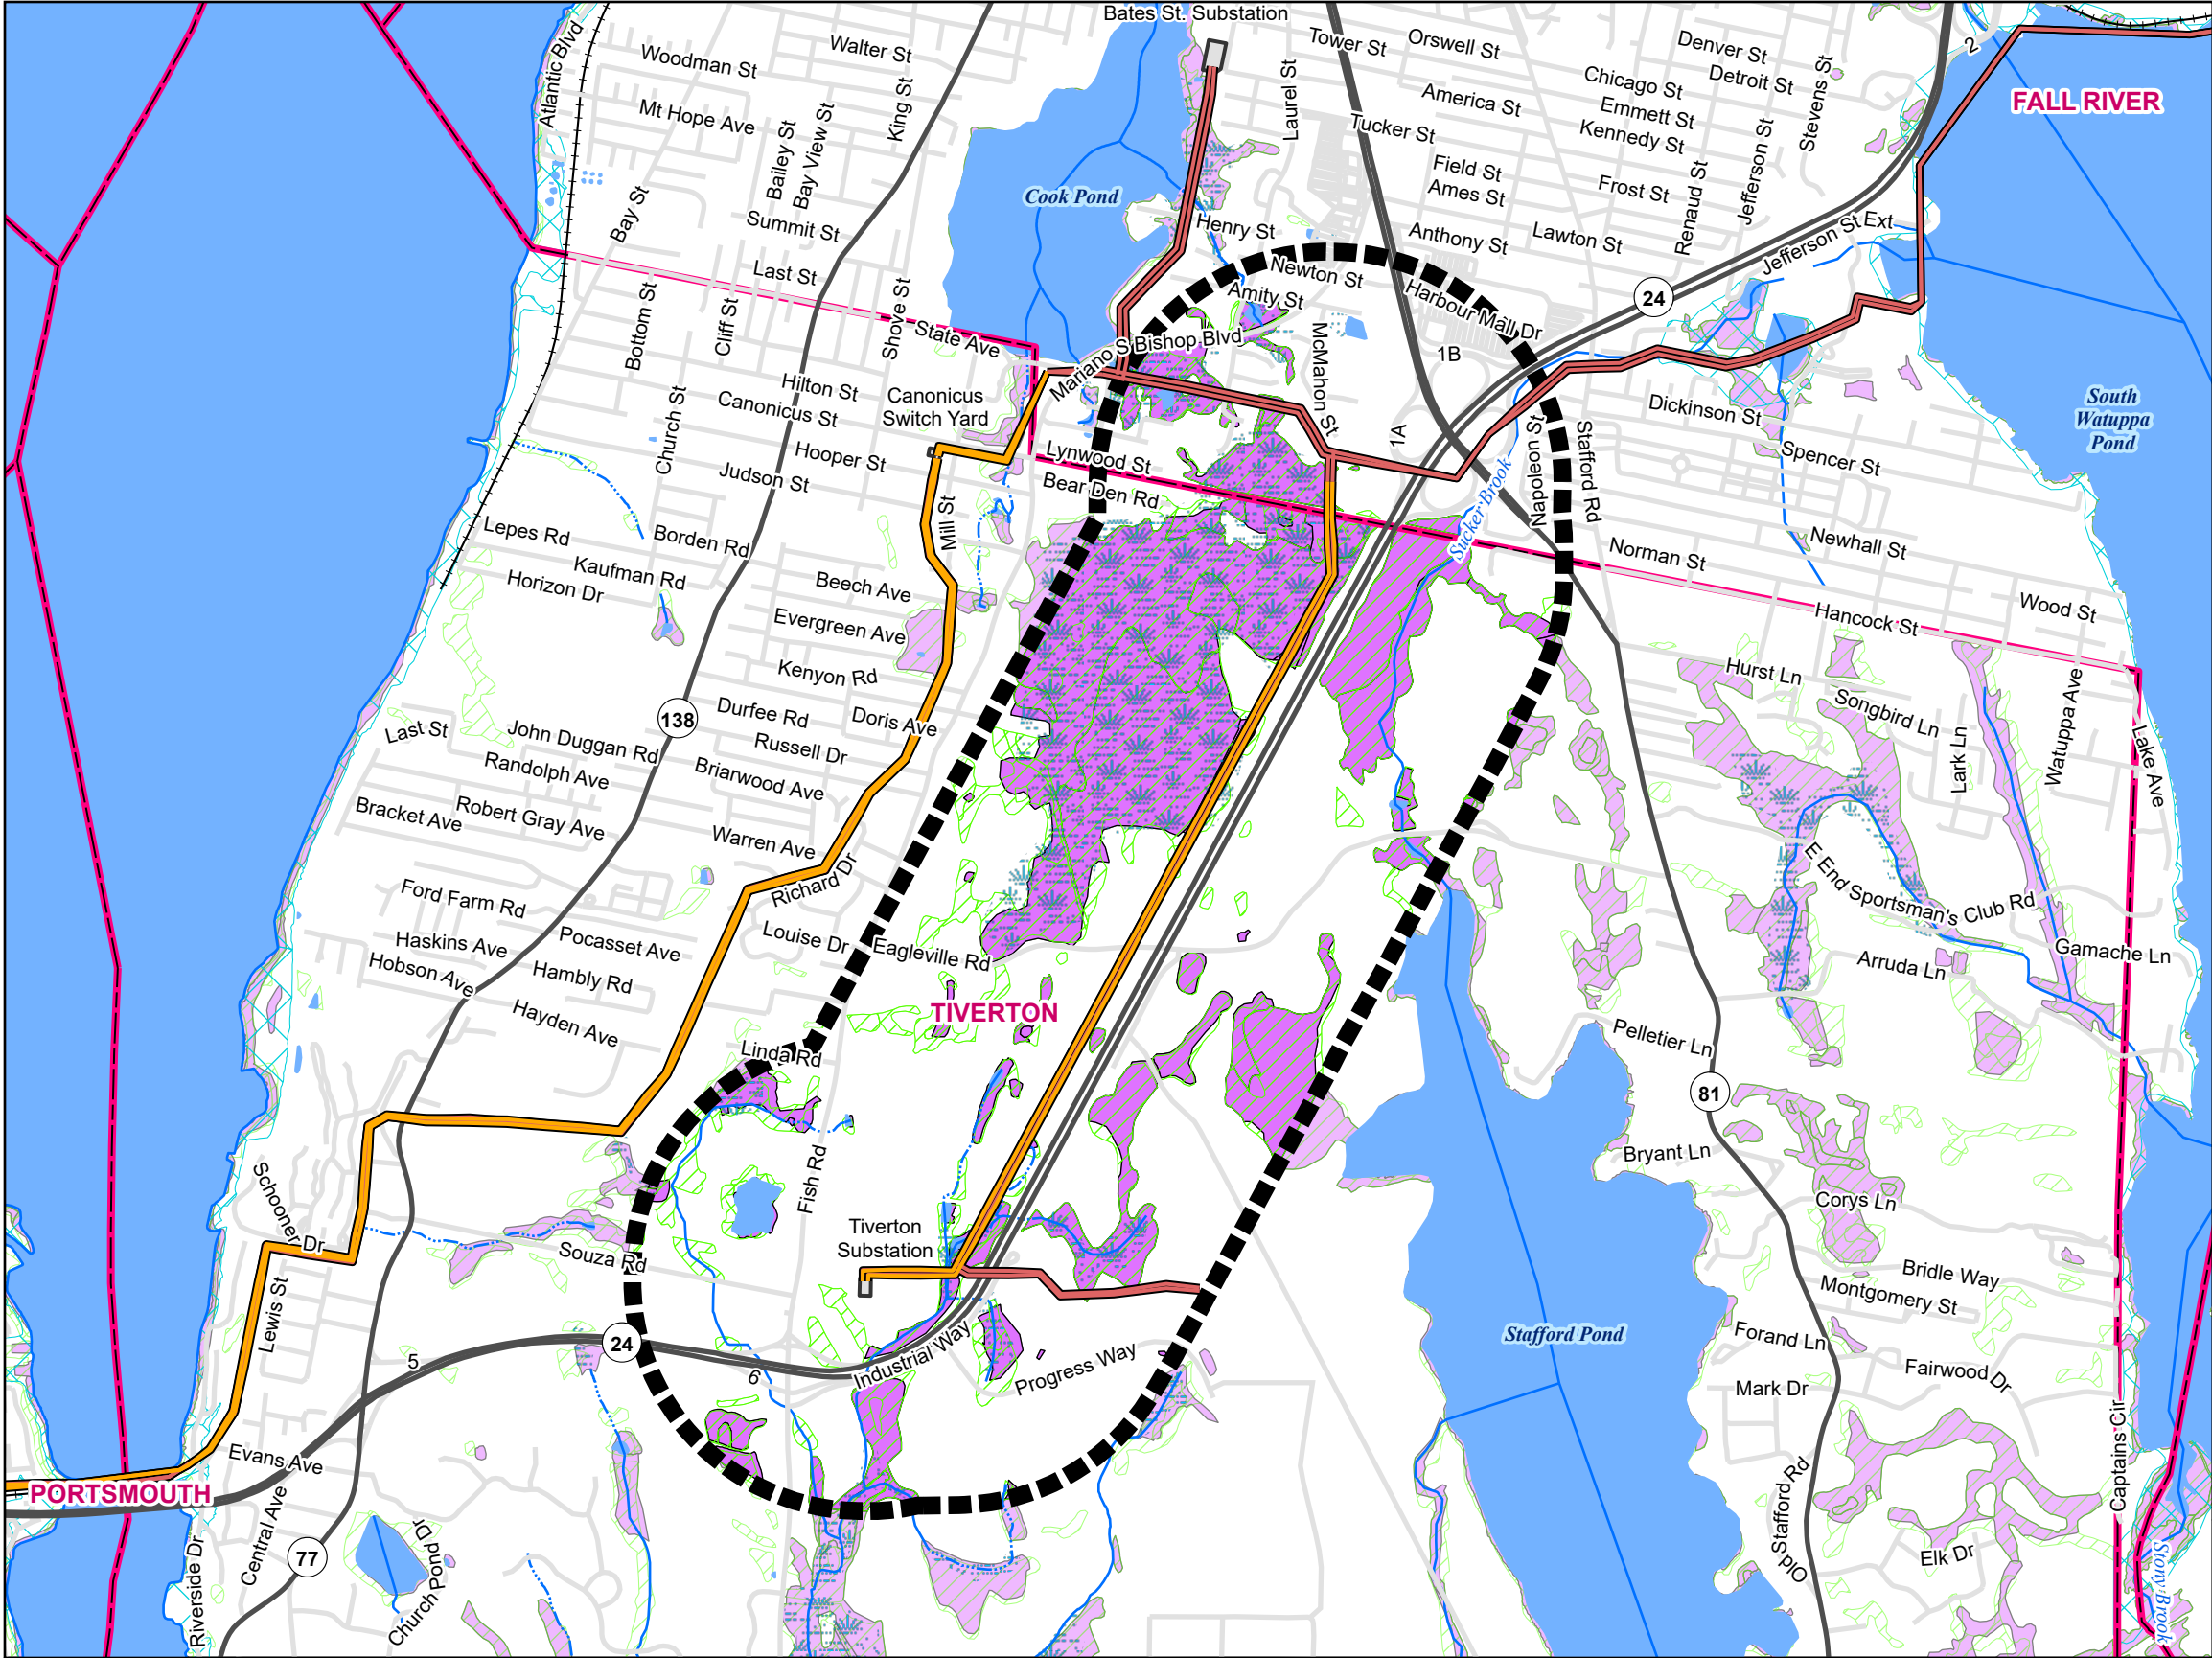 Bates St. Substation
Woodman St
Walter St
Tower St
Orswell St
Denver St
Detroit St
2
Atlantic Blvd
Mt Hope Ave
King St
Laurel St
Chicago St
America St
Emmett St
Stevens St
FALL RIVER
Bailey St
Bay View St
Tucker St
Kennedy St
Jefferson St
Cook Pond
Field St
Ames St
Frost St
Renaud St
Bay St
Summit St
Henry St
Anthony St
Lawton St
Jefferson St Ext
Last St
Newton St
Amity St
Harbour Mall Dr
24
Bottom St
Cliff St
Shove St
State Ave
Mariano S Bishop Blvd
McMahon St
1B
Hilton St
Canonicus St
Canonicus
Switch Yard
1A
Dickinson St
South
Watuppa
Pond
Church St
Hooper St
Judson St
Lynwood St
Bear Den Rd
Napoleon St
Stafford Rd
Spencer St
Sucker Brook
Mill St
Lepes Rd
Borden Rd
Newhall St
Norman St
Kaufman Rd
Horizon Dr
Beech Ave
Wood St
Hancock St
Evergreen Ave
Kenyon Rd
Hurst Ln
138
Durfee Rd
Doris Ave
Songbird Ln
Watuppa Ave
Last St
John Duggan Rd
Russell Dr
Lark Ln
Lake Ave
Randolph Ave
Briarwood Ave
Bracket Ave
Robert Gray Ave
Warren Ave
Richard Dr
E End Sportsman's Club Rd
Ford Farm Rd
Haskins Ave
Pocasset Ave
Louise Dr
Eagleville Rd
Gamache Ln
Hobson Ave
Hambly Rd
Arruda Ln
TIVERTON
Hayden Ave
Linda Rd
Pelletier Ln
81
Schooner Dr
Fish Rd
Bryant Ln
Corys Ln
Souza Rd
Tiverton
Substation
Bridle Way
Montgomery St
Lewis St
24
5
6
Industrial Way
Progress Way
Stafford Pond
Forand Ln
Fairwood Dr
Mark Dr
Evans Ave
PORTSMOUTH
Central Ave
Captains Cir
Old Stafford Rd
77
Riverside Dr
Church Pond Dr
Elk Dr
Stony Brook